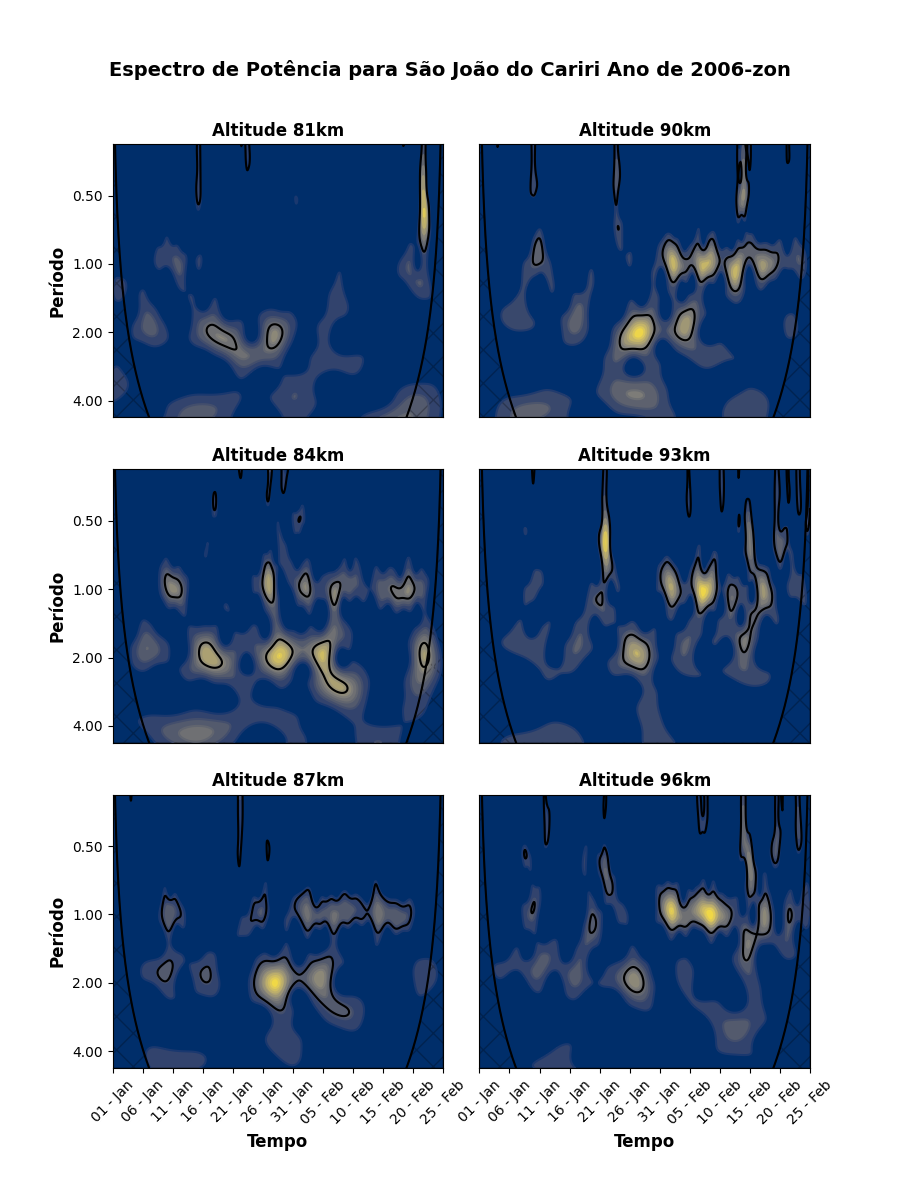 Espectro de Potência para São João do Cariri Ano de 2006-zon
Altitude 81km
Altitude 90km
0.50
1.00
2.00
4.00
Período
Altitude 84km
Altitude 93km
0.50
1.00
2.00
4.00
Período
Altitude 87km
Altitude 96km
0.50
1.00
2.00
4.00
Período
01 - Jan
06 - Jan
11 - Jan
16 - Jan
21 - Jan
26 - Jan
31 - Jan
05 - Feb
10 - Feb
15 - Feb
20 - Feb
25 - Feb
Tempo
01 - Jan
06 - Jan
11 - Jan
16 - Jan
21 - Jan
26 - Jan
31 - Jan
05 - Feb
10 - Feb
15 - Feb
20 - Feb
25 - Feb
Tempo